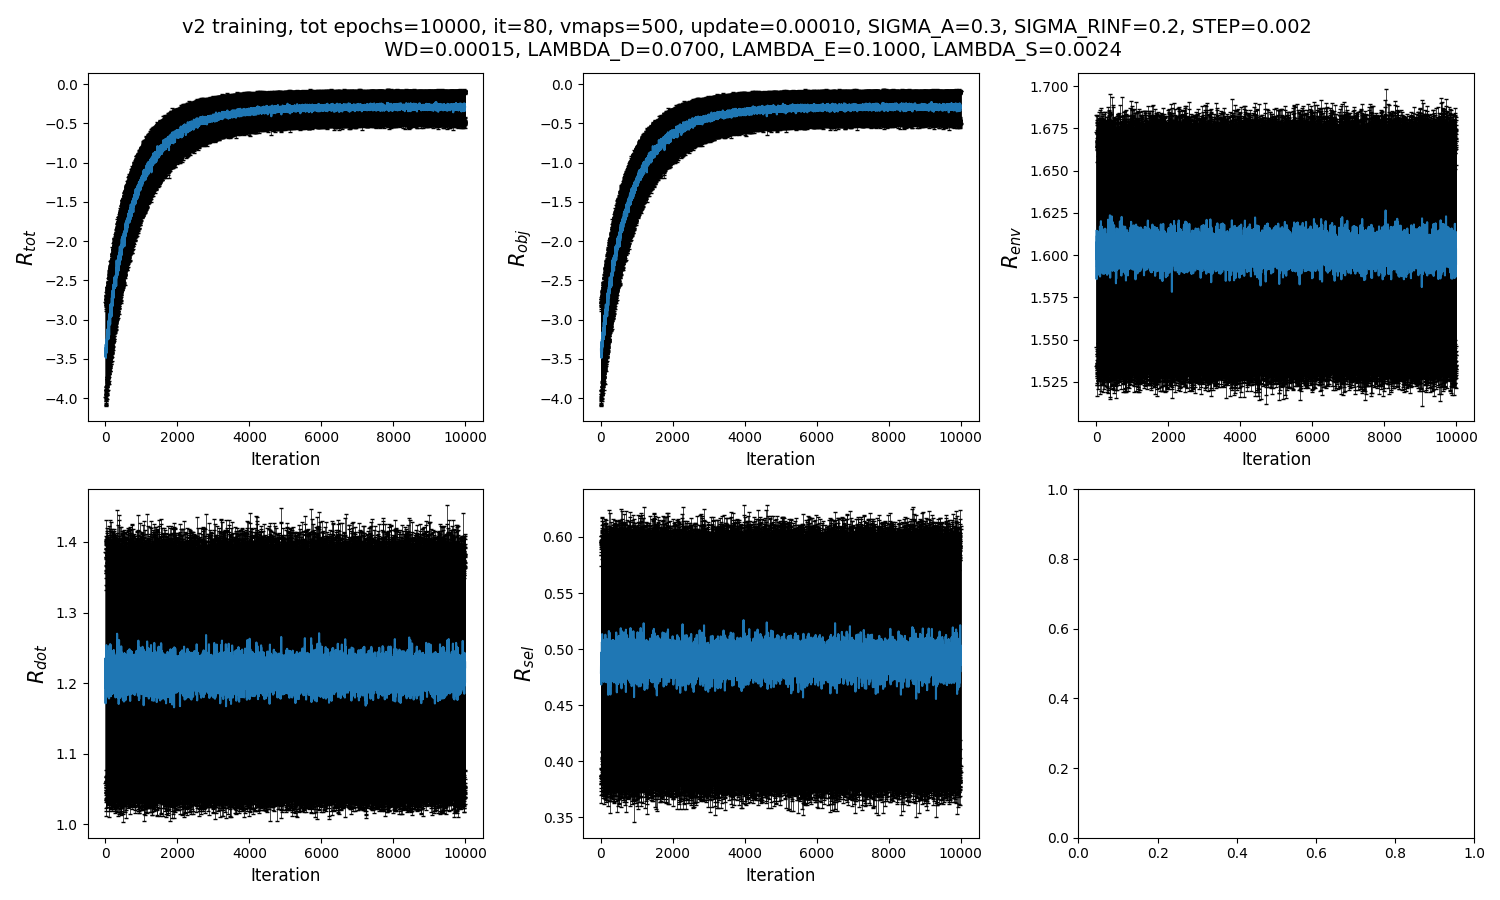 v2 training, tot epochs=10000, it=80, vmaps=500, update=0.00010, SIGMA_A=0.3, SIGMA_RINF=0.2, STEP=0.002
WD=0.00015, LAMBDA_D=0.0700, LAMBDA_E=0.1000, LAMBDA_S=0.0024
R_tot
0.0
−0.5
−1.0
−1.5
−2.0
−2.5
−3.0
−3.5
−4.0
0 2000 4000 6000 8000 10000
Iteration
R_obj
0.0
−0.5
−1.0
−1.5
−2.0
−2.5
−3.0
−3.5
−4.0
0 2000 4000 6000 8000 10000
Iteration
R_env
1.700
1.675
1.650
1.625
1.600
1.575
1.550
1.525
0 2000 4000 6000 8000 10000
Iteration
R_dot
1.4
1.3
1.2
1.1
1.0
0 2000 4000 6000 8000 10000
Iteration
R_sel
0.60
0.55
0.50
0.45
0.40
0.35
0 2000 4000 6000 8000 10000
Iteration
1.0
0.8
0.6
0.4
0.2
0.0
0.0 0.2 0.4 0.6 0.8 1.0